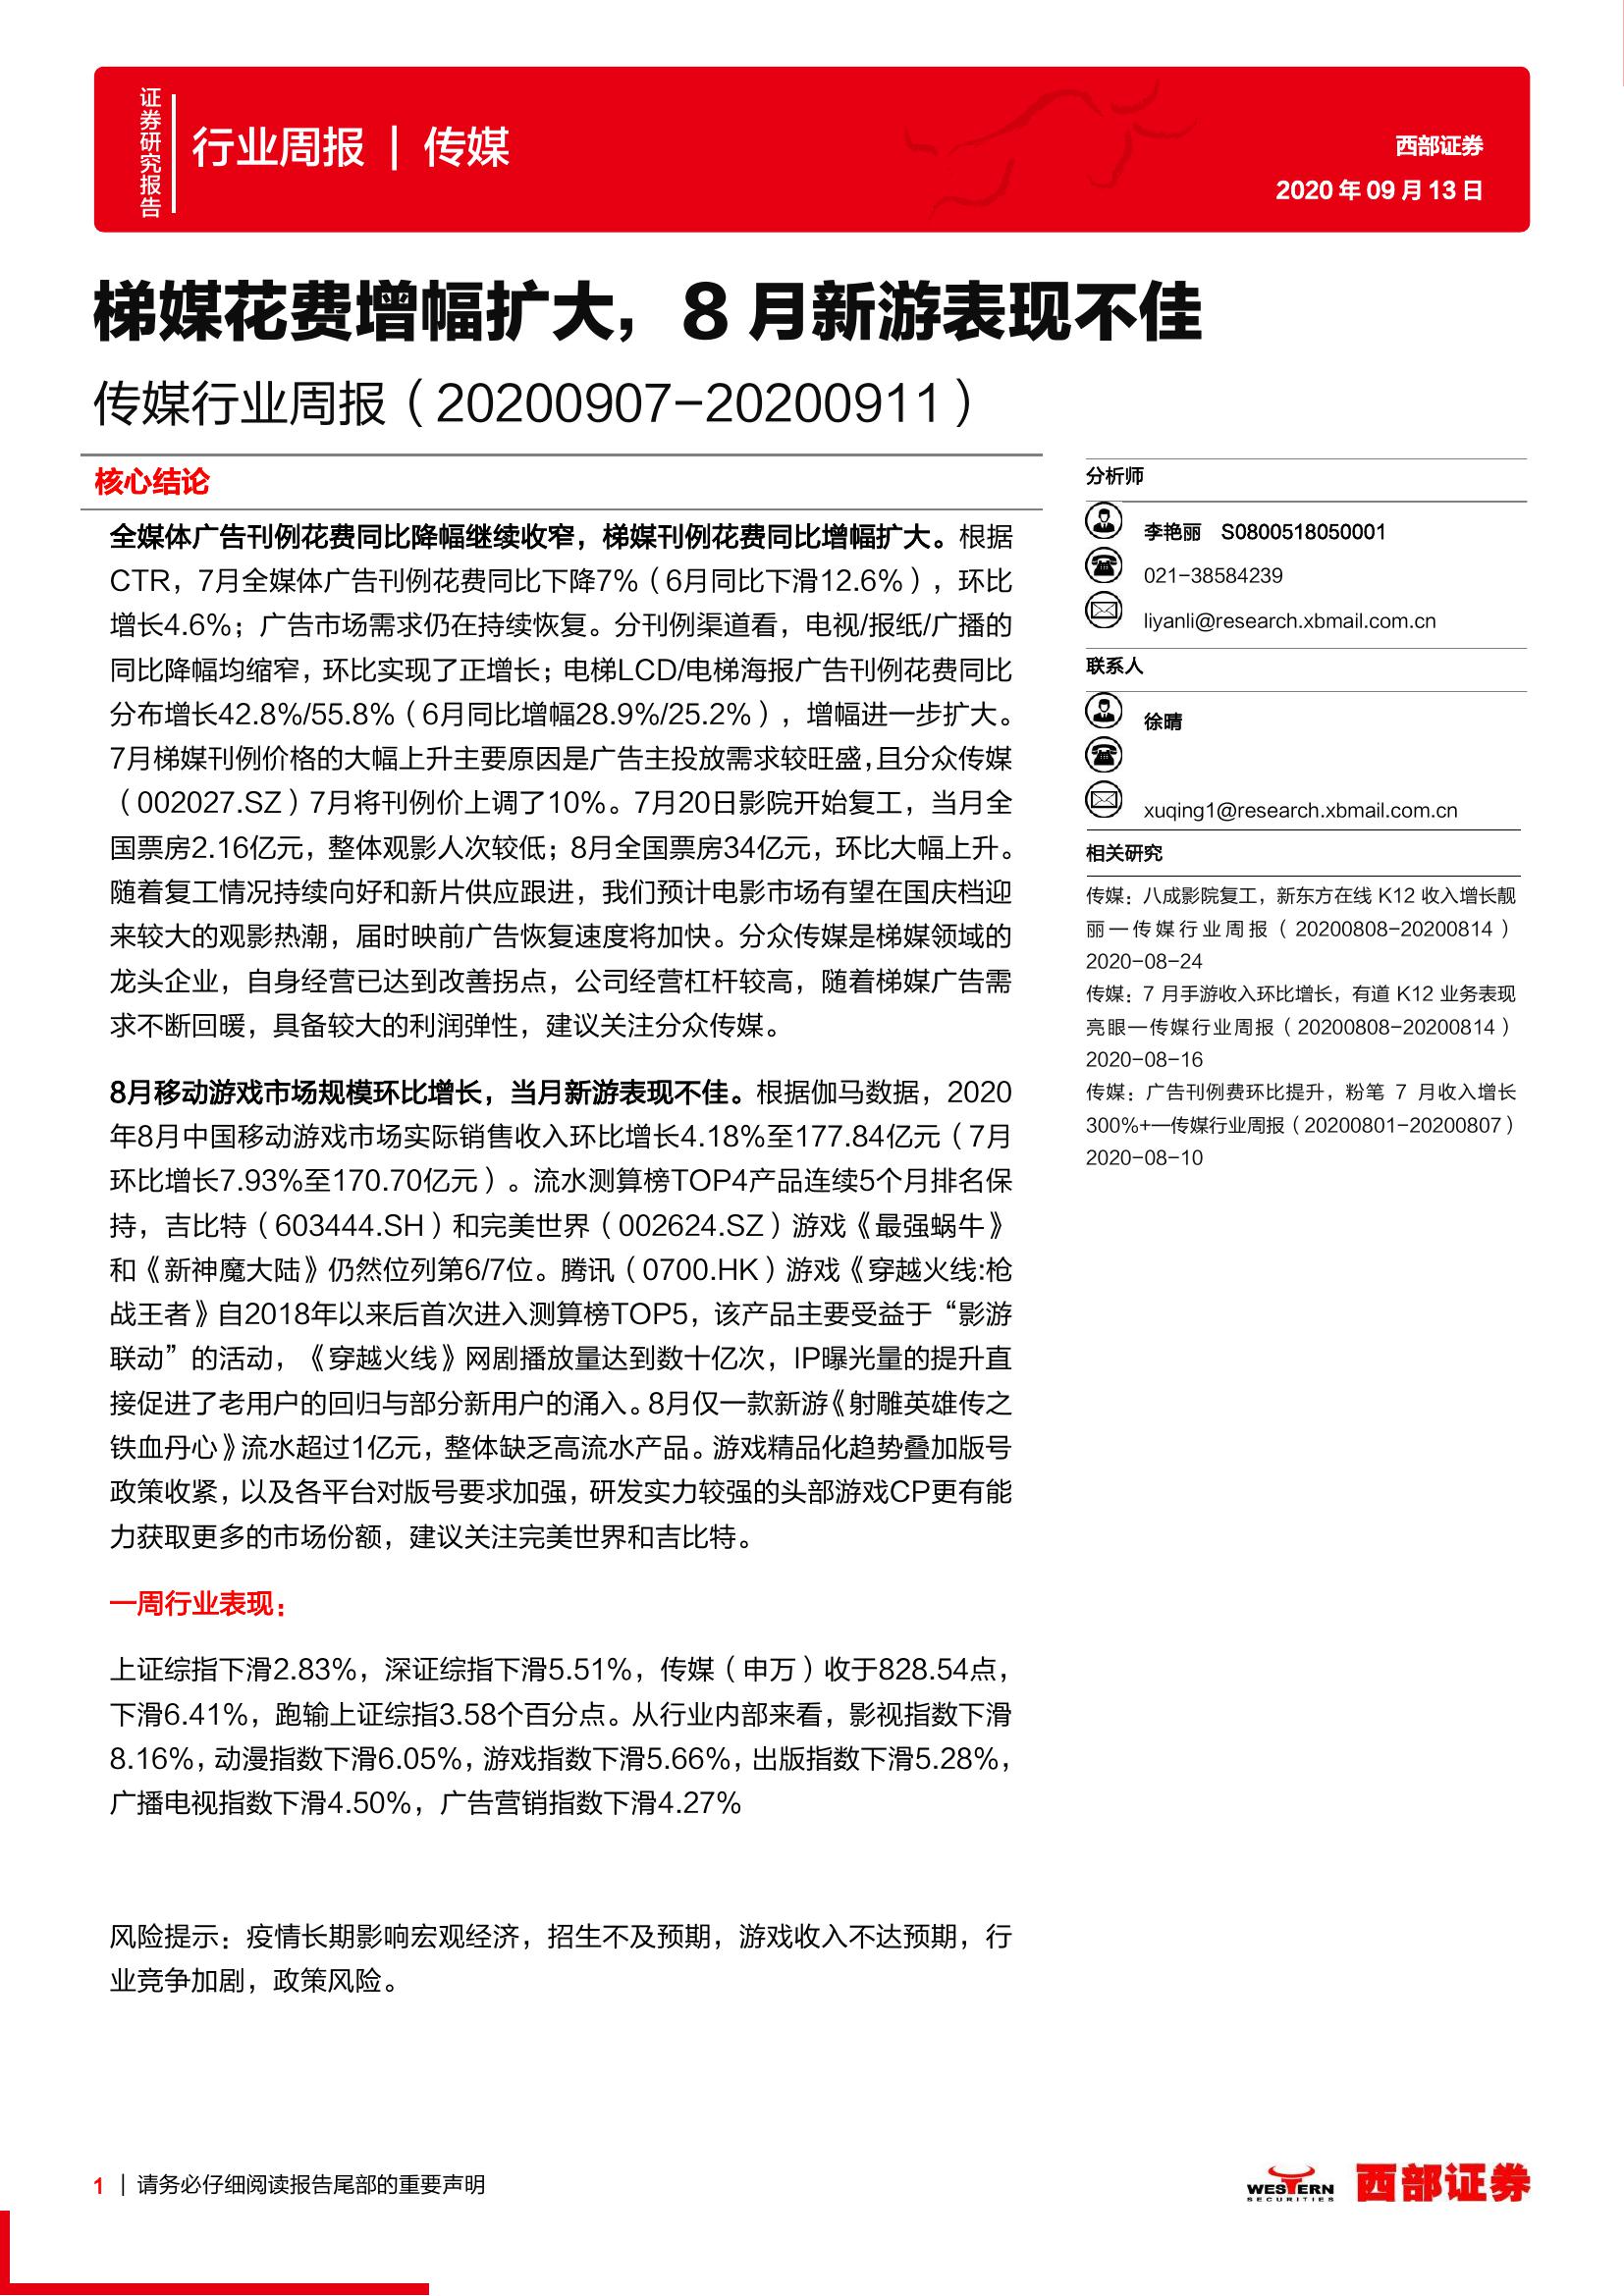 证券研究报告
行业周报 | 传媒
西部证券
2020 年 09 月 13 日
梯媒花费增幅扩大，8 月新游表现不佳
传媒行业周报（20200907-20200911）
核心结论
全媒体广告刊例花费同比降幅继续收窄，梯媒刊例花费同比增幅扩大。根据
CTR，7月全媒体广告刊例花费同比下降7%（6月同比下滑12.6%），环比
增长4.6%；广告市场需求仍在持续恢复。分刊例渠道看，电视/报纸/广播的
同比降幅均缩窄，环比实现了正增长；电梯LCD/电梯海报广告刊例花费同比
分布增长42.8%/55.8%（6月同比增幅28.9%/25.2%），增幅进一步扩大。
7月梯媒刊例价格的大幅上升主要原因是广告主投放需求较旺盛，且分众传媒
（002027.SZ）7月将刊例价上调了10%。7月20日影院开始复工，当月全
国票房2.16亿元，整体观影人次较低；8月全国票房34亿元，环比大幅上升。
随着复工情况持续向好和新片供应跟进，我们预计电影市场有望在国庆档迎
来较大的观影热潮，届时映前广告恢复速度将加快。分众传媒是梯媒领域的
龙头企业，自身经营已达到改善拐点，公司经营杠杆较高，随着梯媒广告需
求不断回暖，具备较大的利润弹性，建议关注分众传媒。
8月移动游戏市场规模环比增长，当月新游表现不佳。根据伽马数据，2020
年8月中国移动游戏市场实际销售收入环比增长4.18%至177.84亿元（7月
环比增长7.93%至170.70亿元）。流水测算榜TOP4产品连续5个月排名保
持，吉比特（603444.SH）和完美世界（002624.SZ）游戏《最强蜗牛》
和《新神魔大陆》仍然位列第6/7位。腾讯（0700.HK）游戏《穿越火线:枪
战王者》自2018年以来后首次进入测算榜TOP5，该产品主要受益于“影游
联动”的活动，《穿越火线》网剧播放量达到数十亿次，IP曝光量的提升直
接促进了老用户的回归与部分新用户的涌入。8月仅一款新游《射雕英雄传之
铁血丹心》流水超过1亿元，整体缺乏高流水产品。游戏精品化趋势叠加版号
政策收紧，以及各平台对版号要求加强，研发实力较强的头部游戏CP更有能
力获取更多的市场份额，建议关注完美世界和吉比特。
一周行业表现：
上证综指下滑2.83%，深证综指下滑5.51%，传媒（申万）收于828.54点，
下滑6.41%，跑输上证综指3.58个百分点。从行业内部来看，影视指数下滑
8.16%，动漫指数下滑6.05%，游戏指数下滑5.66%，出版指数下滑5.28%，
广播电视指数下滑4.50%，广告营销指数下滑4.27%
风险提示：疫情长期影响宏观经济，招生不及预期，游戏收入不达预期，行
业竞争加剧，政策风险。
分析师
李艳丽 S0800518050001
021-38584239
liyanli@research.xbmail.com.cn
联系人
徐晴
xuqing1@research.xbmail.com.cn
相关研究
传媒：八成影院复工，新东方在线 K12 收入增长靓
丽—传媒行业周报（20200808-20200814）
2020-08-24
传媒：7 月手游收入环比增长，有道 K12 业务表现
亮眼—传媒行业周报（20200808-20200814）
2020-08-16
传媒：广告刊例费环比提升，粉笔 7 月收入增长
300%+—传媒行业周报（20200801-20200807）
2020-08-10
1 | 请务必仔细阅读报告尾部的重要声明
WESTERN
SECURITIES
西部证券